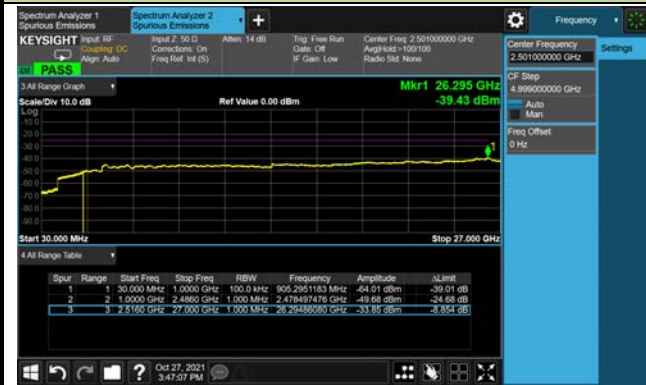 Spectrum Analyzer 1
Spurious Emissions
Spectrum Analyzer 2
Spurious Emissions
Frequency
KEYSIGHT
Input: RF
Coupling: DC
Align: Auto
Input Z: 50 Ω
Corrections: On
Freq Ref: Int (S)
Atten: 14 dB
Trig: Free Run
Gate: Off
IF Gain: Low
Center Freq: 2.501000000 GHz
Avg|Hold:>100/100
Radio Std: None
PASS
Center Frequency
2.501000000 GHz
Settings
CF Step
4.999000000 GHz
Auto
Man
Freq Offset
0 Hz
3 All Range Graph
Scale/Div 10.0 dB
Ref Value 0.00 dBm
Mkr1 26.295 GHz
-39.43 dBm
Log
-10.0
-20.0
-30.0
-40.0
-50.0
-60.0
-70.0
-80.0
-90.0
1
Start 30.000 MHz
Stop 27.000 GHz
4 All Range Table
Spur Range Start Freq Stop Freq RBW Frequency Amplitude ΔLimit
1 1 30.000 MHz 1.0000 GHz 100.0 kHz 905.2951183 MHz -64.01 dBm -39.01 dB
2 2 1.0000 GHz 2.4860 GHz 1.000 MHz 2.478497476 GHz -49.68 dBm -24.68 dB
3 3 2.5160 GHz 27.000 GHz 1.000 MHz 26.29486080 GHz -33.85 dBm -8.854 dB
Oct 27, 2021
3:47:07 PM